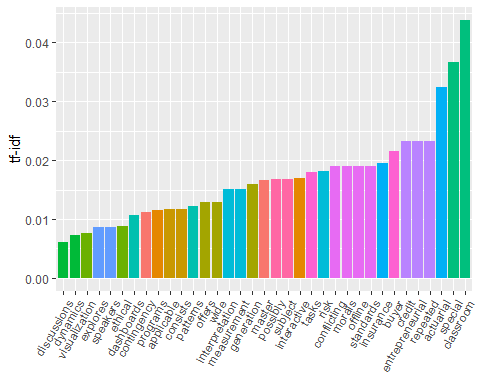 tf-idf
0.04
0.03
0.02
0.01
0.00
discussions
dynamics
visualization
explores
speakers
ethical
dashboards
contingency
programs
applicable
consists
patterns
offers
wide
Interpretation
measurement
generation
master
possibly
subject
interactive
tasks
risk
conflicting
morals
offline
standards
insurance
buyer
credit
entrepreneurial
repeated
actuarial
special
classroom